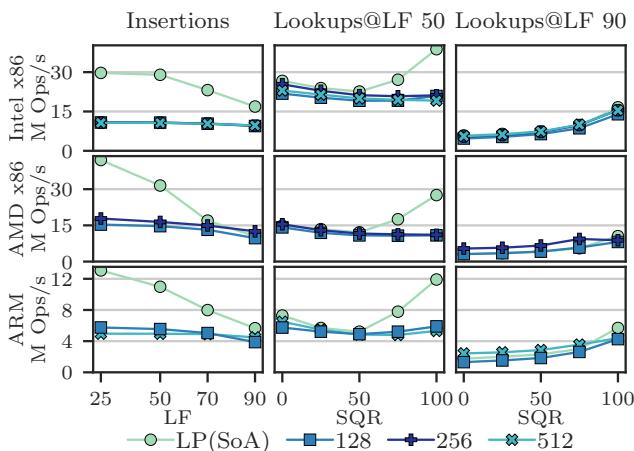 Insertions Lookups@LF 50 Lookups@LF 90
Intel x86
M Ops/s
30
15
0
AMD x86
M Ops/s
30
15
0
ARM
M Ops/s
12
8
4
0
25 50 70 90 0 50 100 0 50 100
LF SQR SQR
LP(SoA) 128 256 512